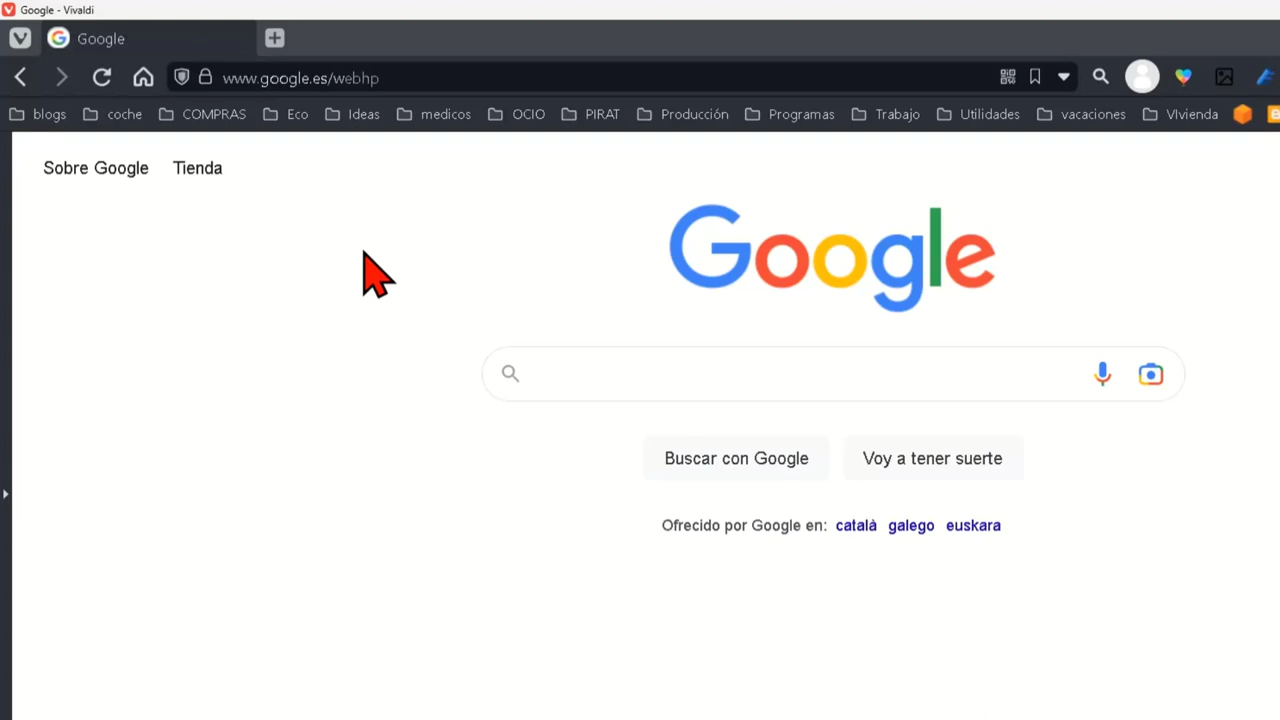 Google - Vivaldi
Google
www.google.es/webhp
blogs coche COMPRAS Eco Ideas medicos OCIO PIRAT Producción Programas Trabajo Utilidades vacaciones VIvienda
Sobre Google Tienda
Google
Buscar con Google Voy a tener suerte
Ofrecido por Google en: català galego euskara